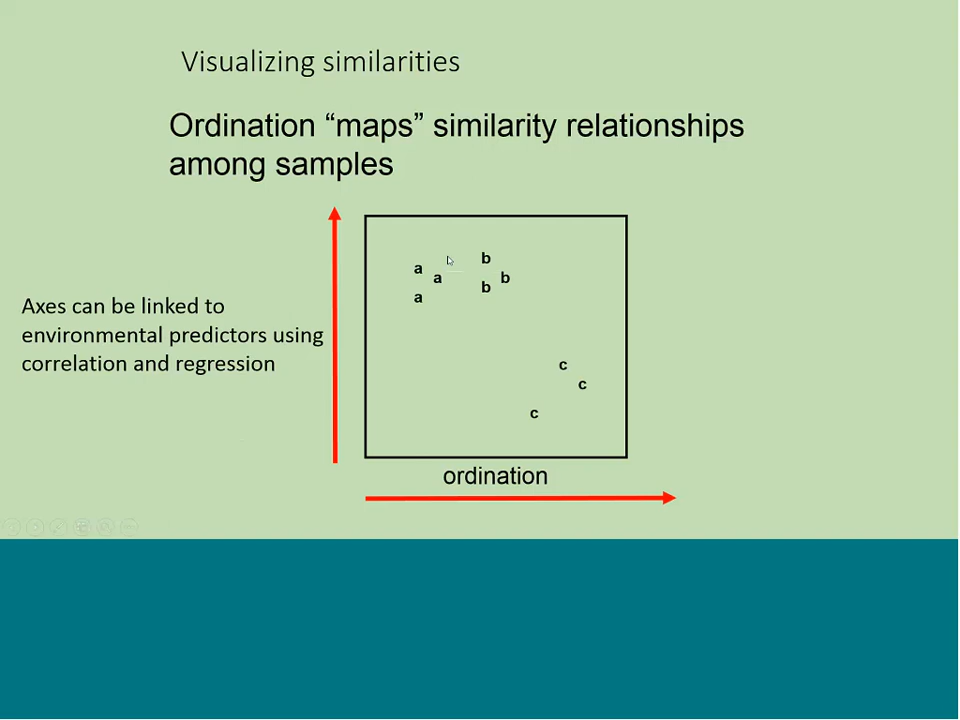 Visualizing similarities
Ordination “maps” similarity relationships
among samples
b
a
a
b
b
a
Axes can be linked to
environmental predictors using
correlation and regression
c
c
c
ordination